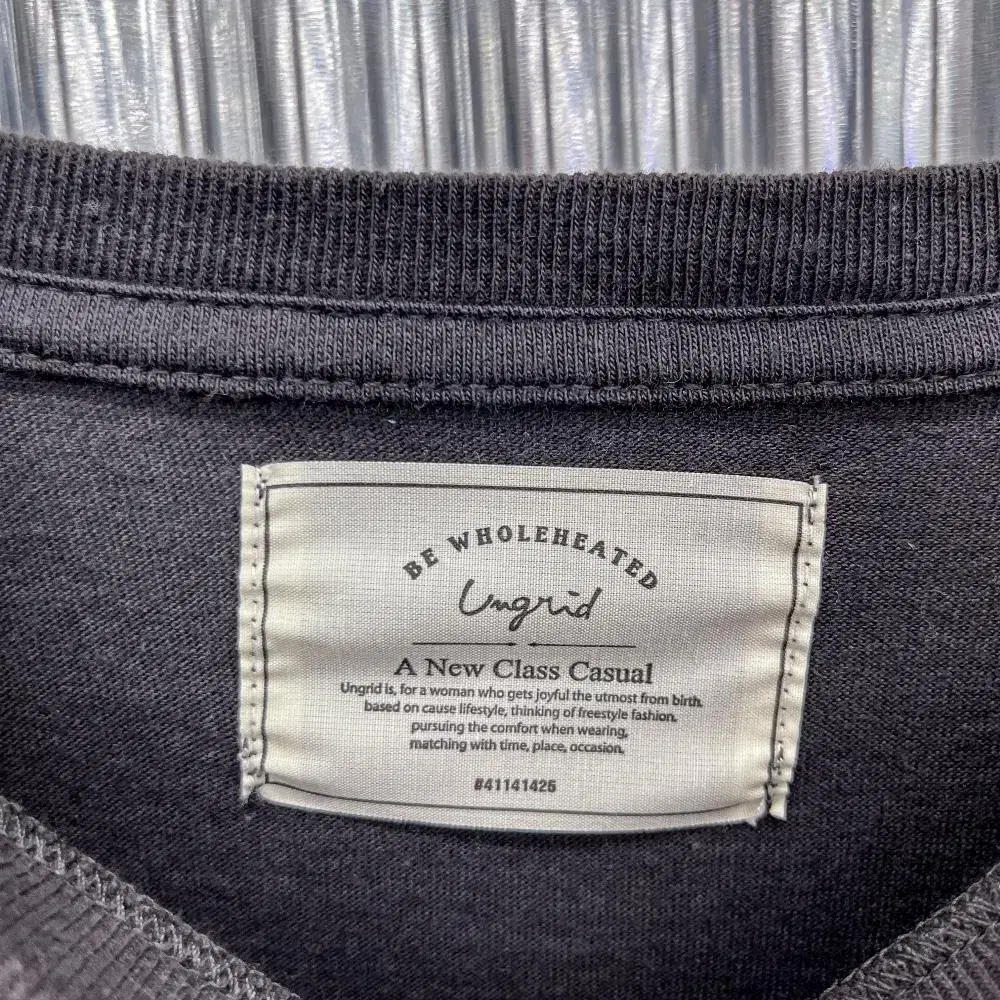 BE WHOLEHEATED
Ungrid
A New Class Casual
Ungrid is, for a woman who gets joyful the utmost from birth.
based on cause lifestyle, thinking of freestyle fashion.
pursuing the comfort when wearing,
matching with time, place, occasion.
#41141425